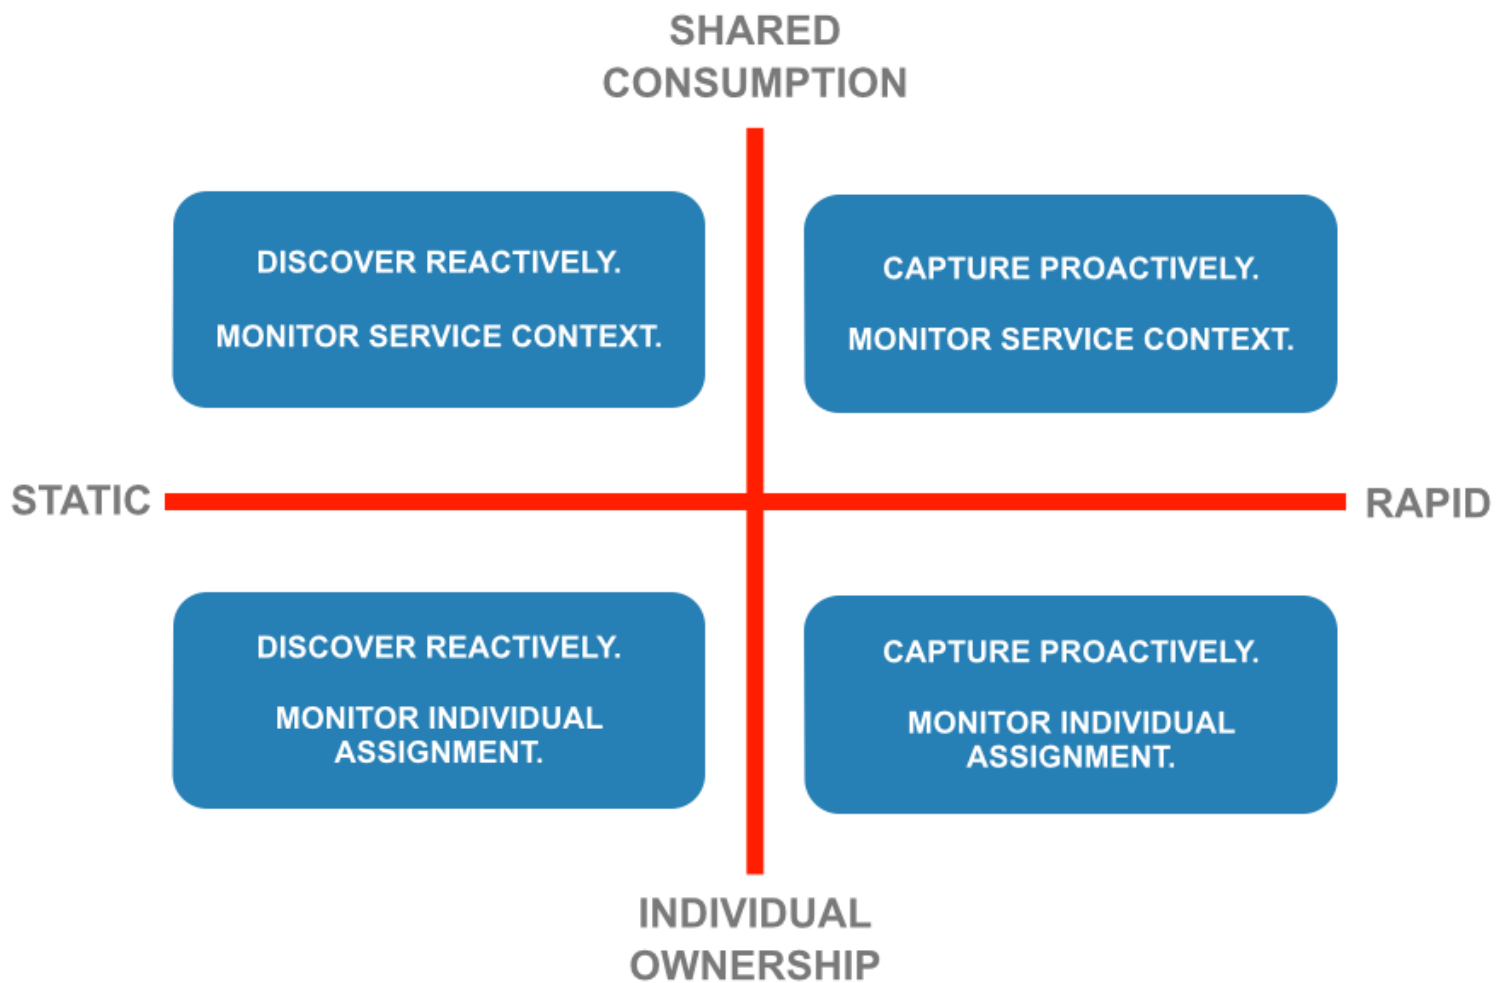 SHARED
CONSUMPTION
DISCOVER REACTIVELY.
MONITOR SERVICE CONTEXT.
CAPTURE PROACTIVELY.
MONITOR SERVICE CONTEXT.
STATIC
RAPID
DISCOVER REACTIVELY.
MONITOR INDIVIDUAL
ASSIGNMENT.
CAPTURE PROACTIVELY.
MONITOR INDIVIDUAL
ASSIGNMENT.
INDIVIDUAL
OWNERSHIP